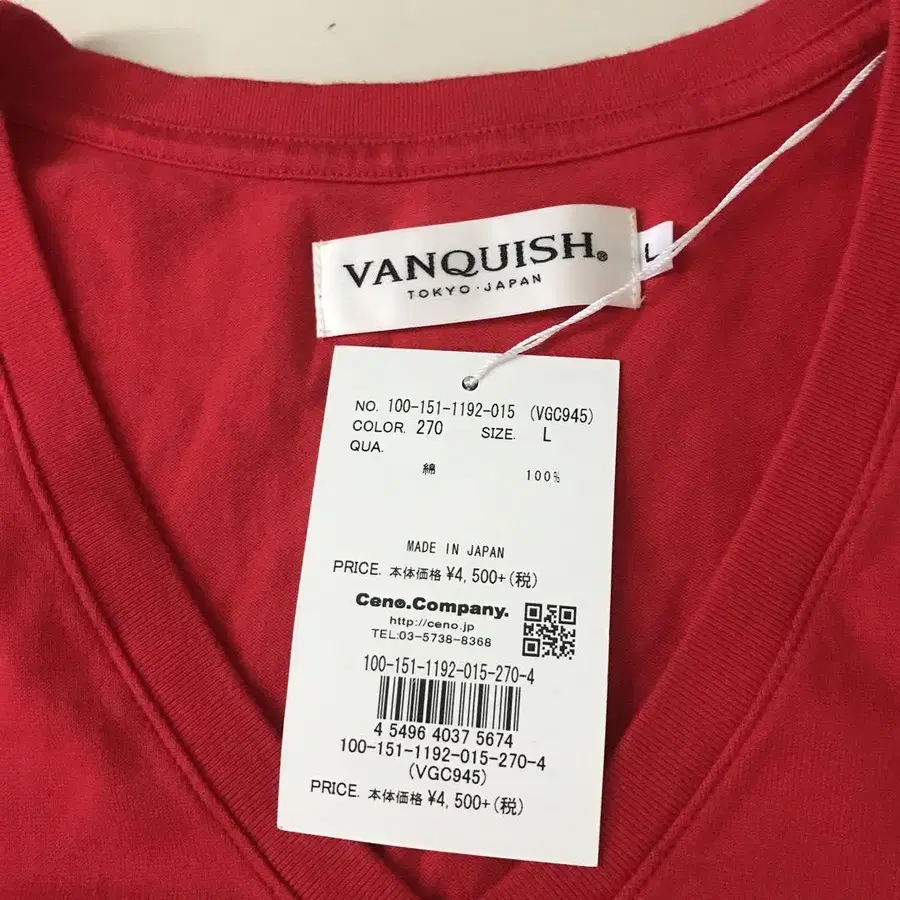 VANQUISH®
TOKYO・JAPAN
L
NO. 100-151-1192-015 (VGC945)
COLOR. 270 SIZE. L
QUA.
綿 100%
MADE IN JAPAN
PRICE. 本体価格 ¥4,500+(税)
Ceno.Company.
http://ceno.jp
TEL:03-5738-8368
100-151-1192-015-270-4
4 54964 0375674
100-151-1192-015-270-4
(VGC945)
PRICE. 本体価格 ¥4,500+(税)